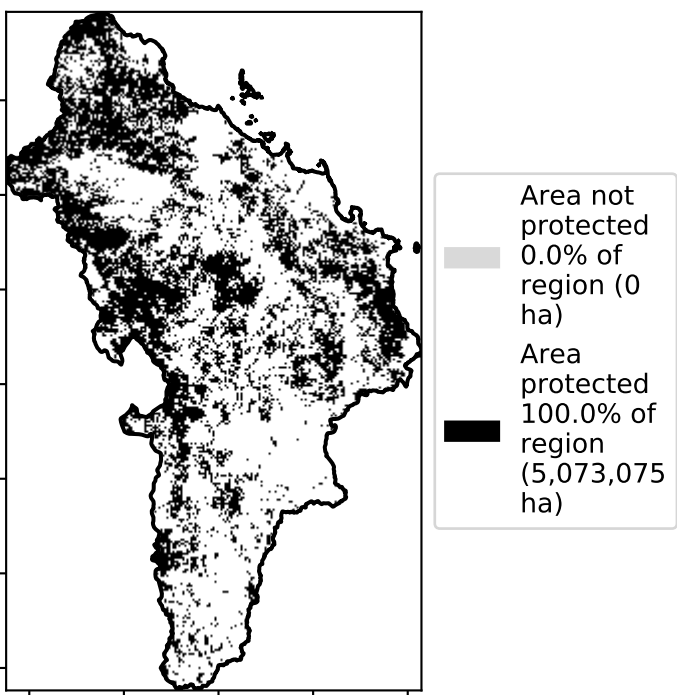 Area not
protected
0.0% of
region (0
ha)
Area
protected
100.0% of
region
(5,073,075
ha)